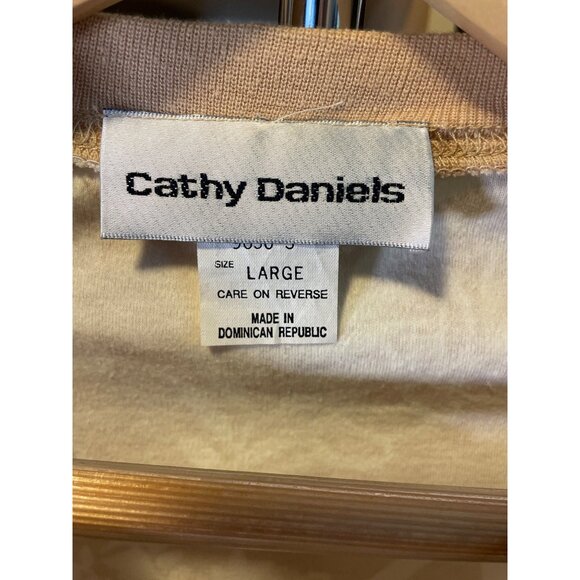 Cathy Daniels
SIZE LARGE
CARE ON REVERSE
MADE IN
DOMINICAN REPUBLIC